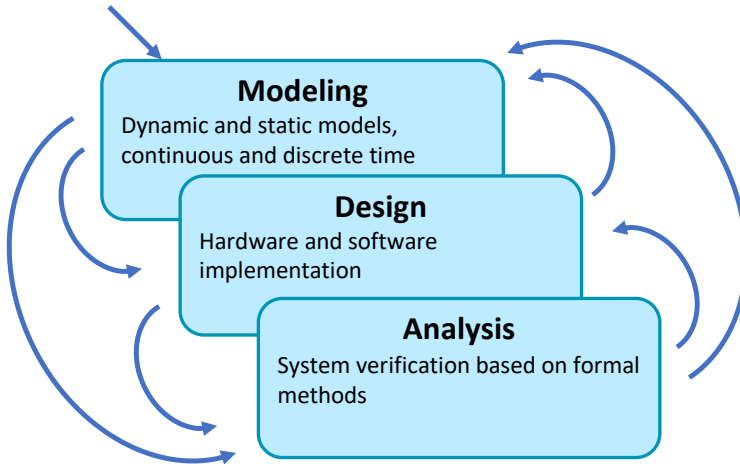 Modeling
Dynamic and static models,
continuous and discrete time
Design
Hardware and software
implementation
Analysis
System verification based on formal
methods